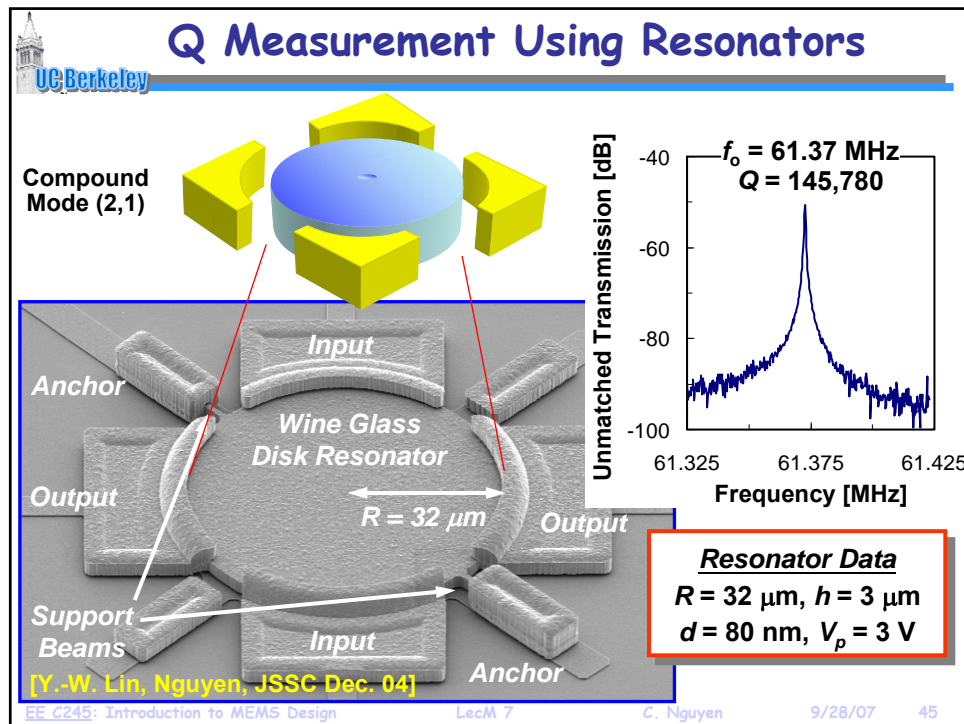 Q Measurement Using Resonators
UC Berkeley
Compound
Mode (2,1)
Anchor
Input
Wine Glass
Disk Resonator
Output
R = 32 μm
Output
Support
Beams
Input
Anchor
[Y.-W. Lin, Nguyen, JSSC Dec. 04]
Unmatched Transmission [dB]
-40
-60
-80
-100
fo = 61.37 MHz
Q = 145,780
61.325 61.375 61.425
Frequency [MHz]
Resonator Data
R = 32 μm, h = 3 μm
d = 80 nm, Vp = 3 V
EE C245: Introduction to MEMS Design LecM 7 C. Nguyen 9/28/07 45